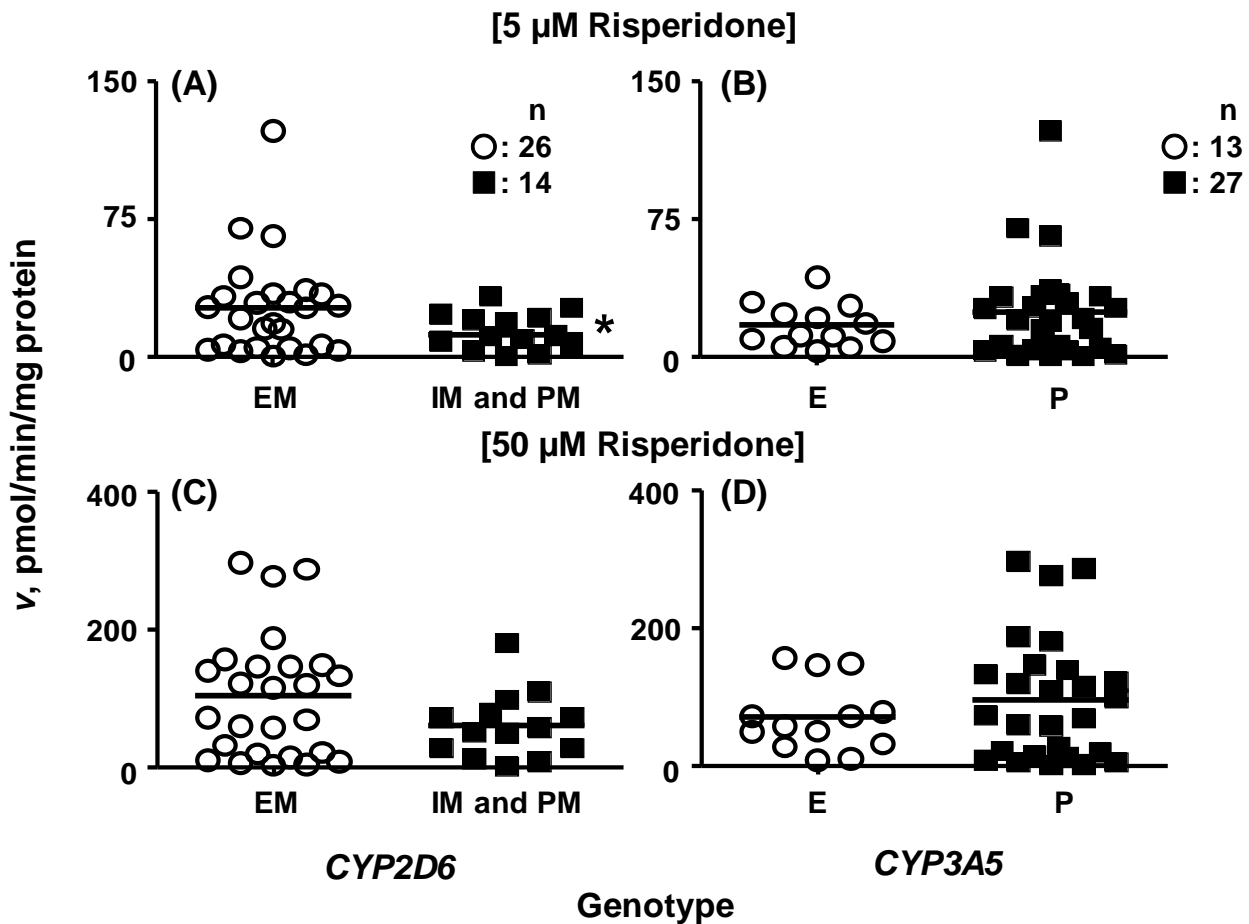 [5 µM Risperidone]
v, pmol/min/mg protein
(A)
150
75
0
n
: 26
: 14
*
EM
IM and PM
(B)
150
75
0
n
: 13
: 27
E
P
[50 µM Risperidone]
(C)
400
200
0
EM
IM and PM
(D)
400
200
0
E
P
CYP2D6
CYP3A5
Genotype